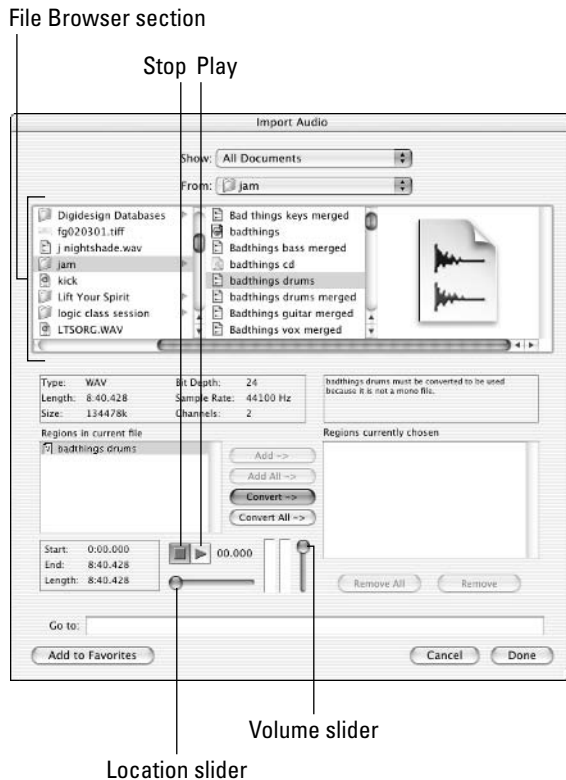 File Browser section
Stop Play
Import Audio
Show: All Documents
From: jam
Digidesign Databases
fg020301.tiff
j nightshade.wav
jam
kick
Lift Your Spirit
logic class session
LTSORG.WAV
Bad things keys merged
badthings
Badthings bass merged
badthings cd
badthings drums
badthings drums merged
Badthings guitar merged
Badthings vox merged
Type: WAV Bit Depth: 24
Length: 8:40.428 Sample Rate: 44100 Hz
Size: 134478k Channels: 2
badthings drums must be converted to be used
because it is not a mono file.
Regions in current file
badthings drums
Add ->
Add All ->
Convert ->
Convert All ->
Regions currently chosen
Start: 0:00.000
End: 8:40.428
Length: 8:40.428
00.000
Remove All Remove
Go to:
Add to Favorites Cancel Done
Volume slider
Location slider